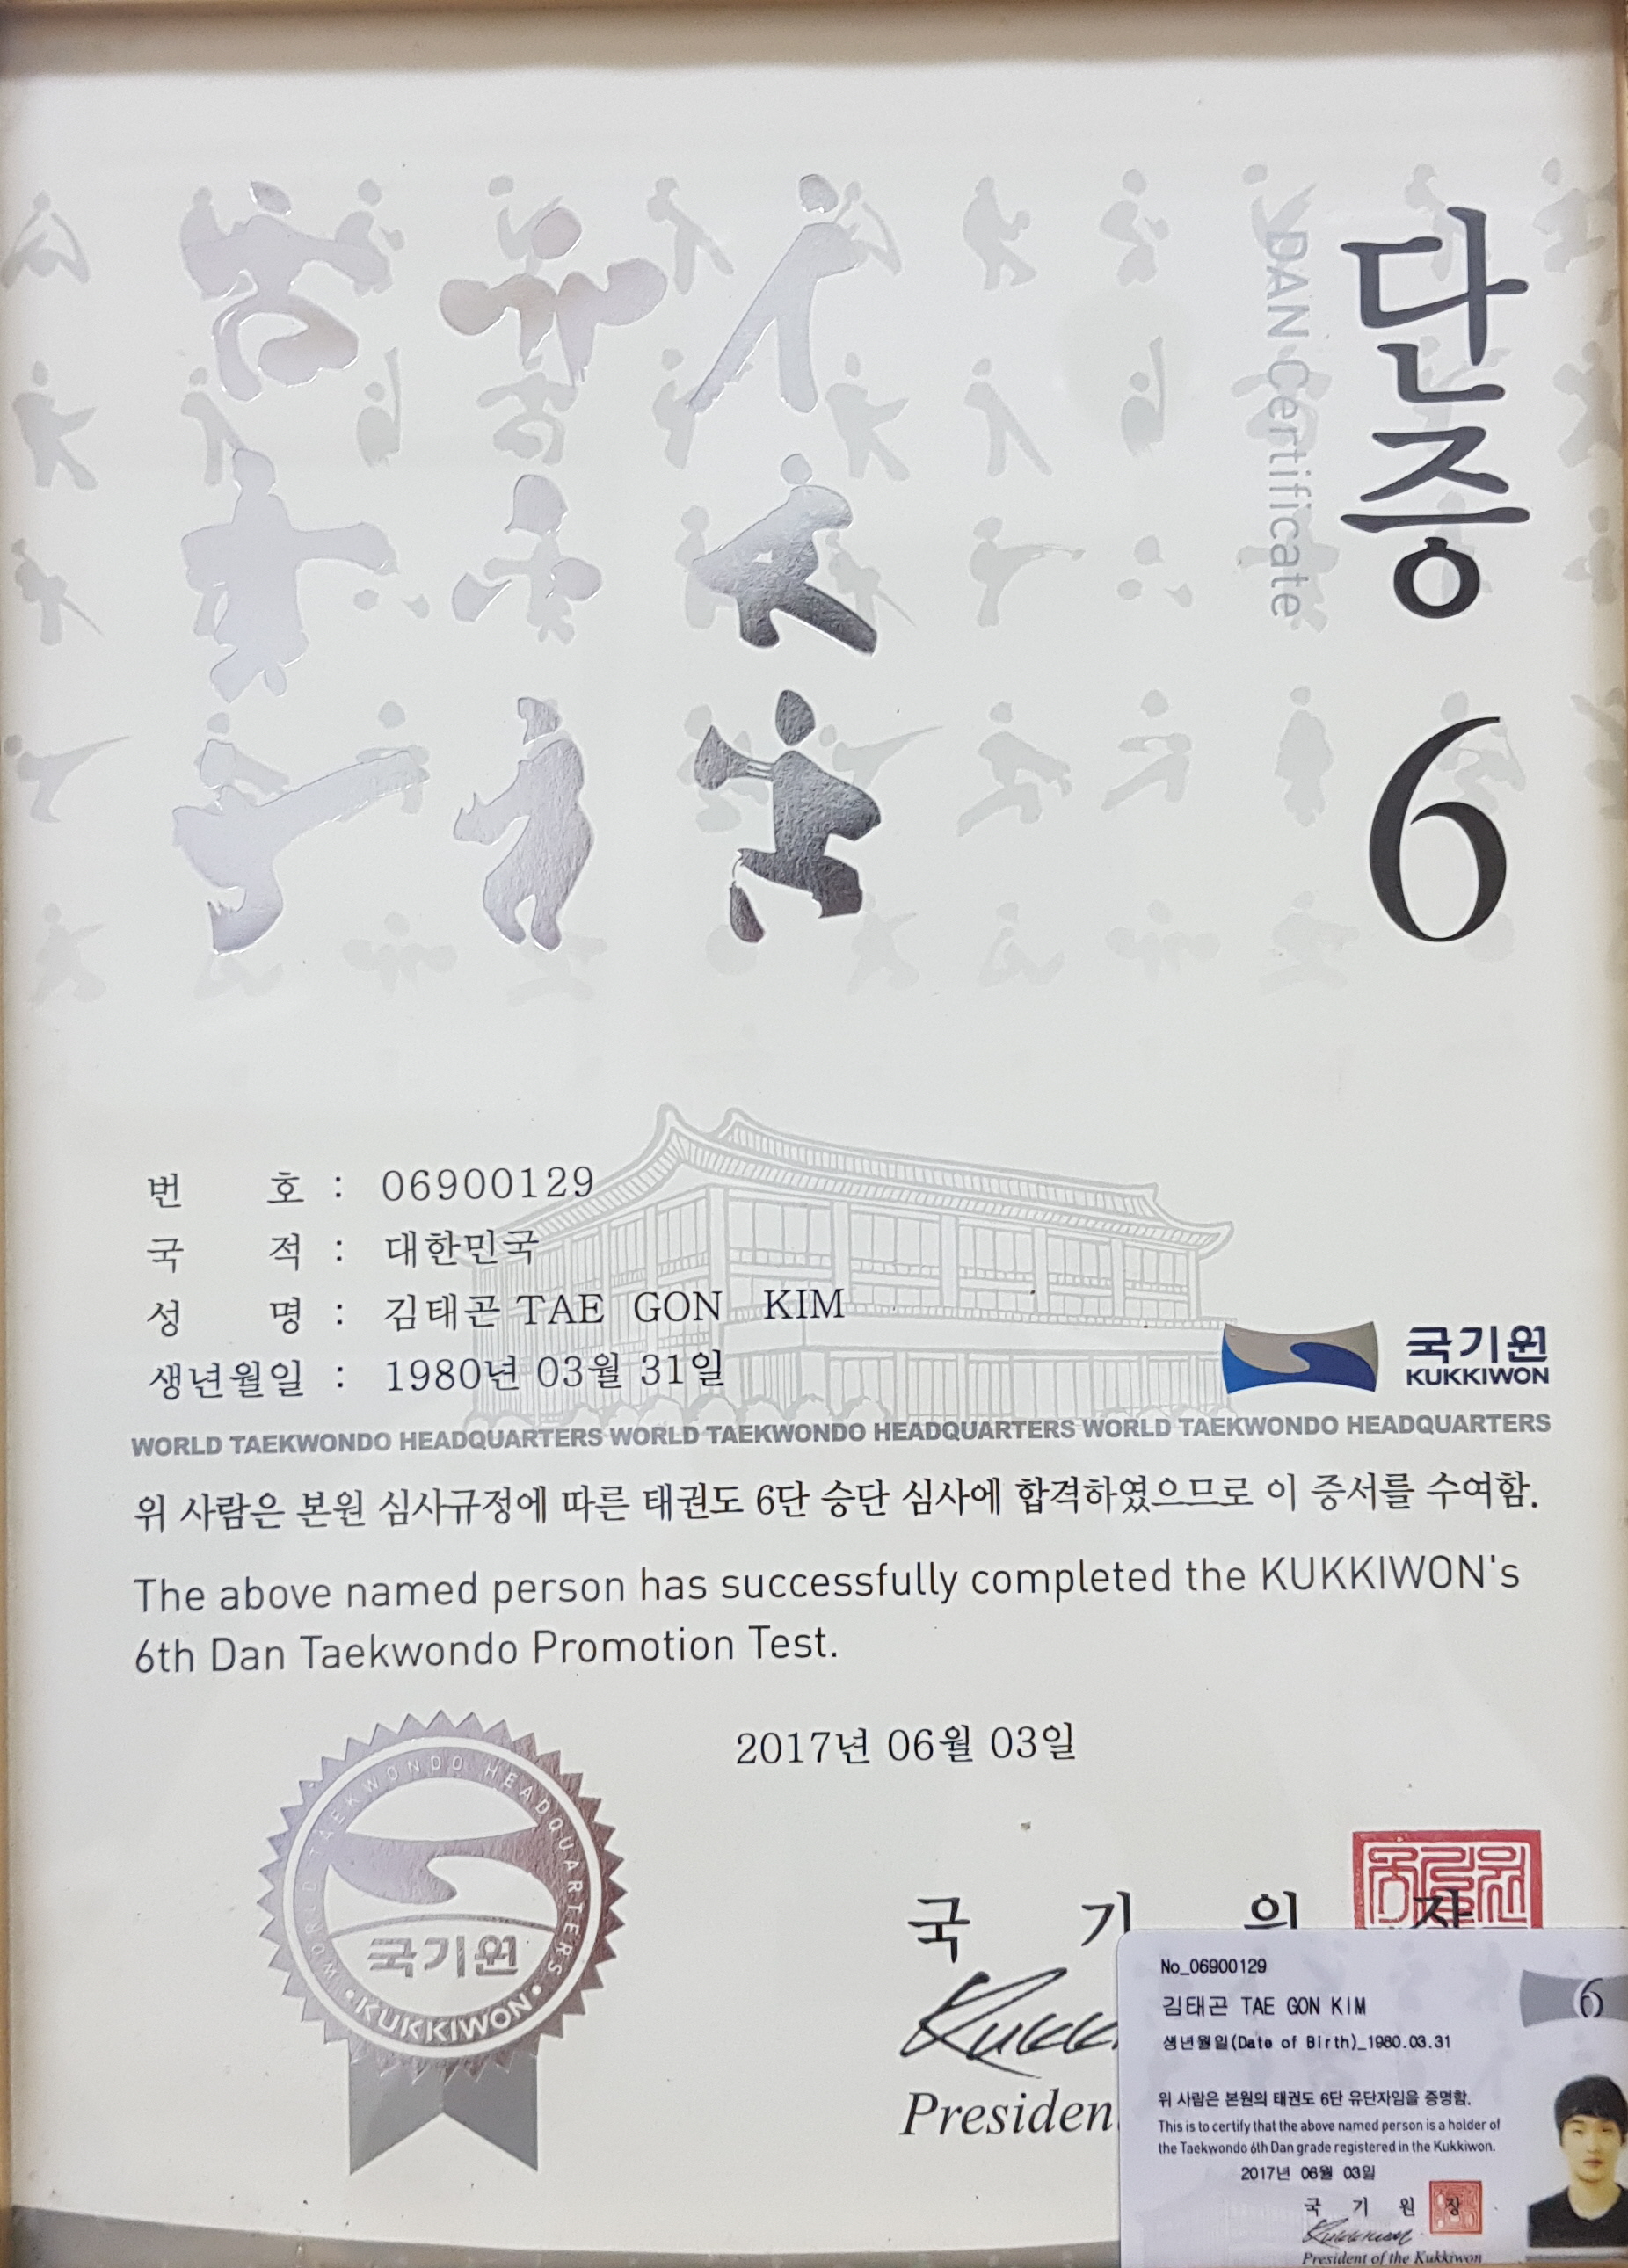 단증
DAN Certificate
6
번 호 : 06900129
국 적 : 대한민국
성 명 : 김태곤 TAE GON KIM
생년월일 : 1980년 03월 31일
국기원
KUKKIWON
WORLD TAEKWONDO HEADQUARTERS WORLD TAEKWONDO HEADQUARTERS WORLD TAEKWONDO HEADQUARTERS
위 사람은 본원 심사규정에 따른 태권도 6단 승단 심사에 합격하였으므로 이 증서를 수여함.
The above named person has successfully completed the KUKKIWON's
6th Dan Taekwondo Promotion Test.
2017년 06월 03일
WORLD TAEKWONDO HEADQUARTERS
국기원
KUKKIWON
국 기
Presiden
No_06900129
6
김태곤 TAE GON KIM
생년월일(Date of Birth)_1980.03.31
위 사람은 본원의 태권도 6단 유단자임을 증명함.
This is to certify that the above named person is a holder of
the Taekwondo 6th Dan grade registered in the Kukkiwon.
2017년 06월 03일
국 기 원 장
President of the Kukkiwon